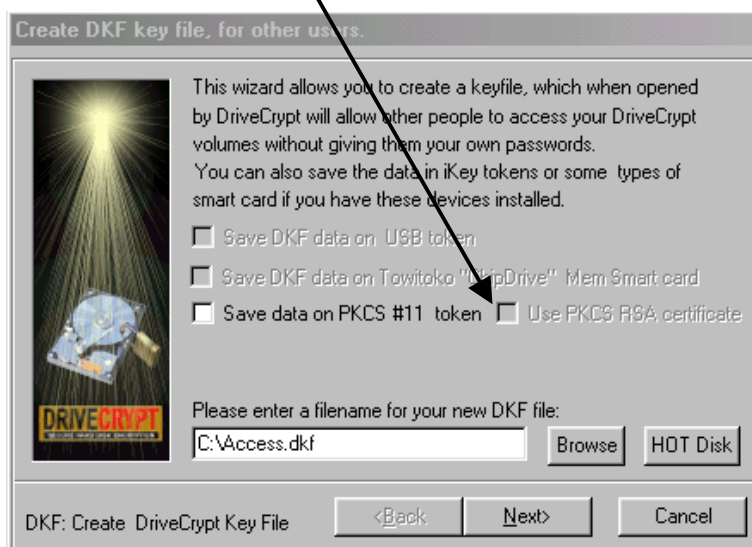 Create DKF key file, for other users.
This wizard allows you to create a keyfile, which when opened
by DriveCrypt will allow other people to access your DriveCrypt
volumes without giving them your own passwords.
You can also save the data in iKey tokens or some types of
smart card if you have these devices installed.
Save DKF data on USB token
Save DKF data on Towitoko "ChipDrive" Mem Smart card
Save data on PKCS #11 token Use PKCS RSA certificate
DRIVECRYPT
Please enter a filename for your new DKF file:
C:\Access.dkf Browse HOT Disk
DKF: Create DriveCrypt Key File <Back Next> Cancel